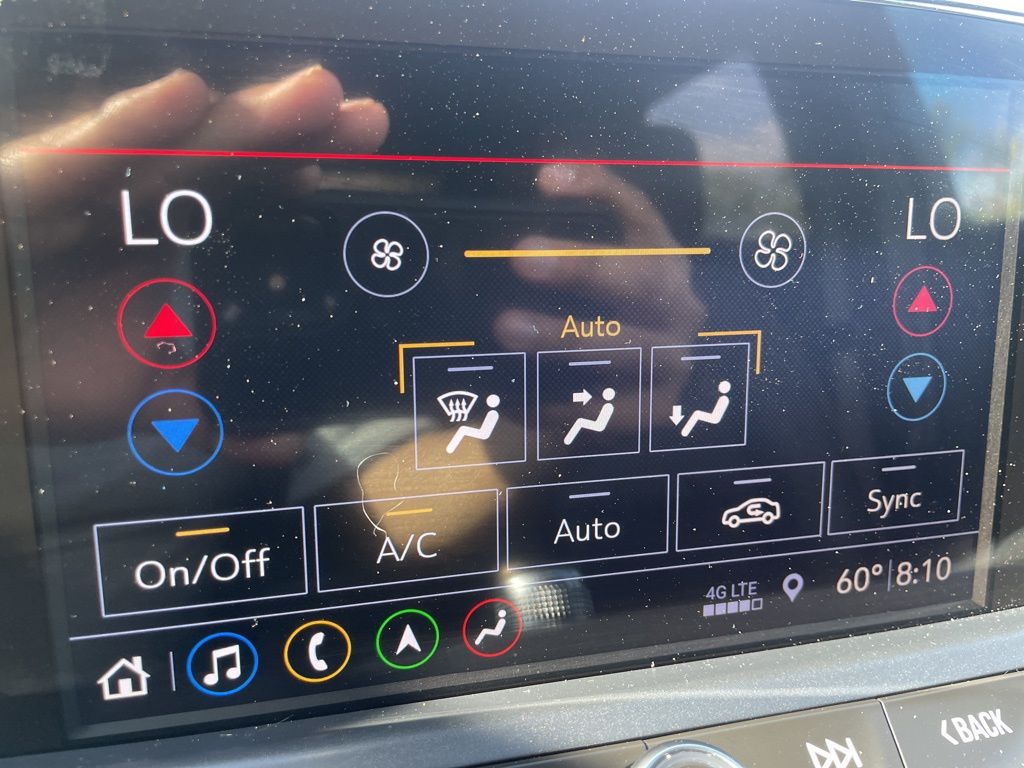 LO
LO
Auto
On/Off
A/C
Auto
Sync
4G LTE
60° 8:10
BACK